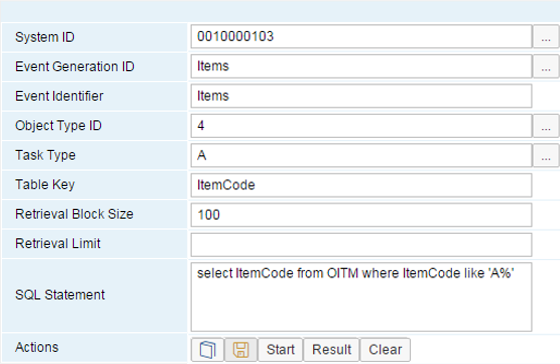 System ID 0010000103 ...
Event Generation ID Items ...
Event Identifier Items
Object Type ID 4 ...
Task Type A ...
Table Key ItemCode
Retrieval Block Size 100
Retrieval Limit
SQL Statement select ItemCode from OITM where ItemCode like 'A%'
Actions Start Result Clear